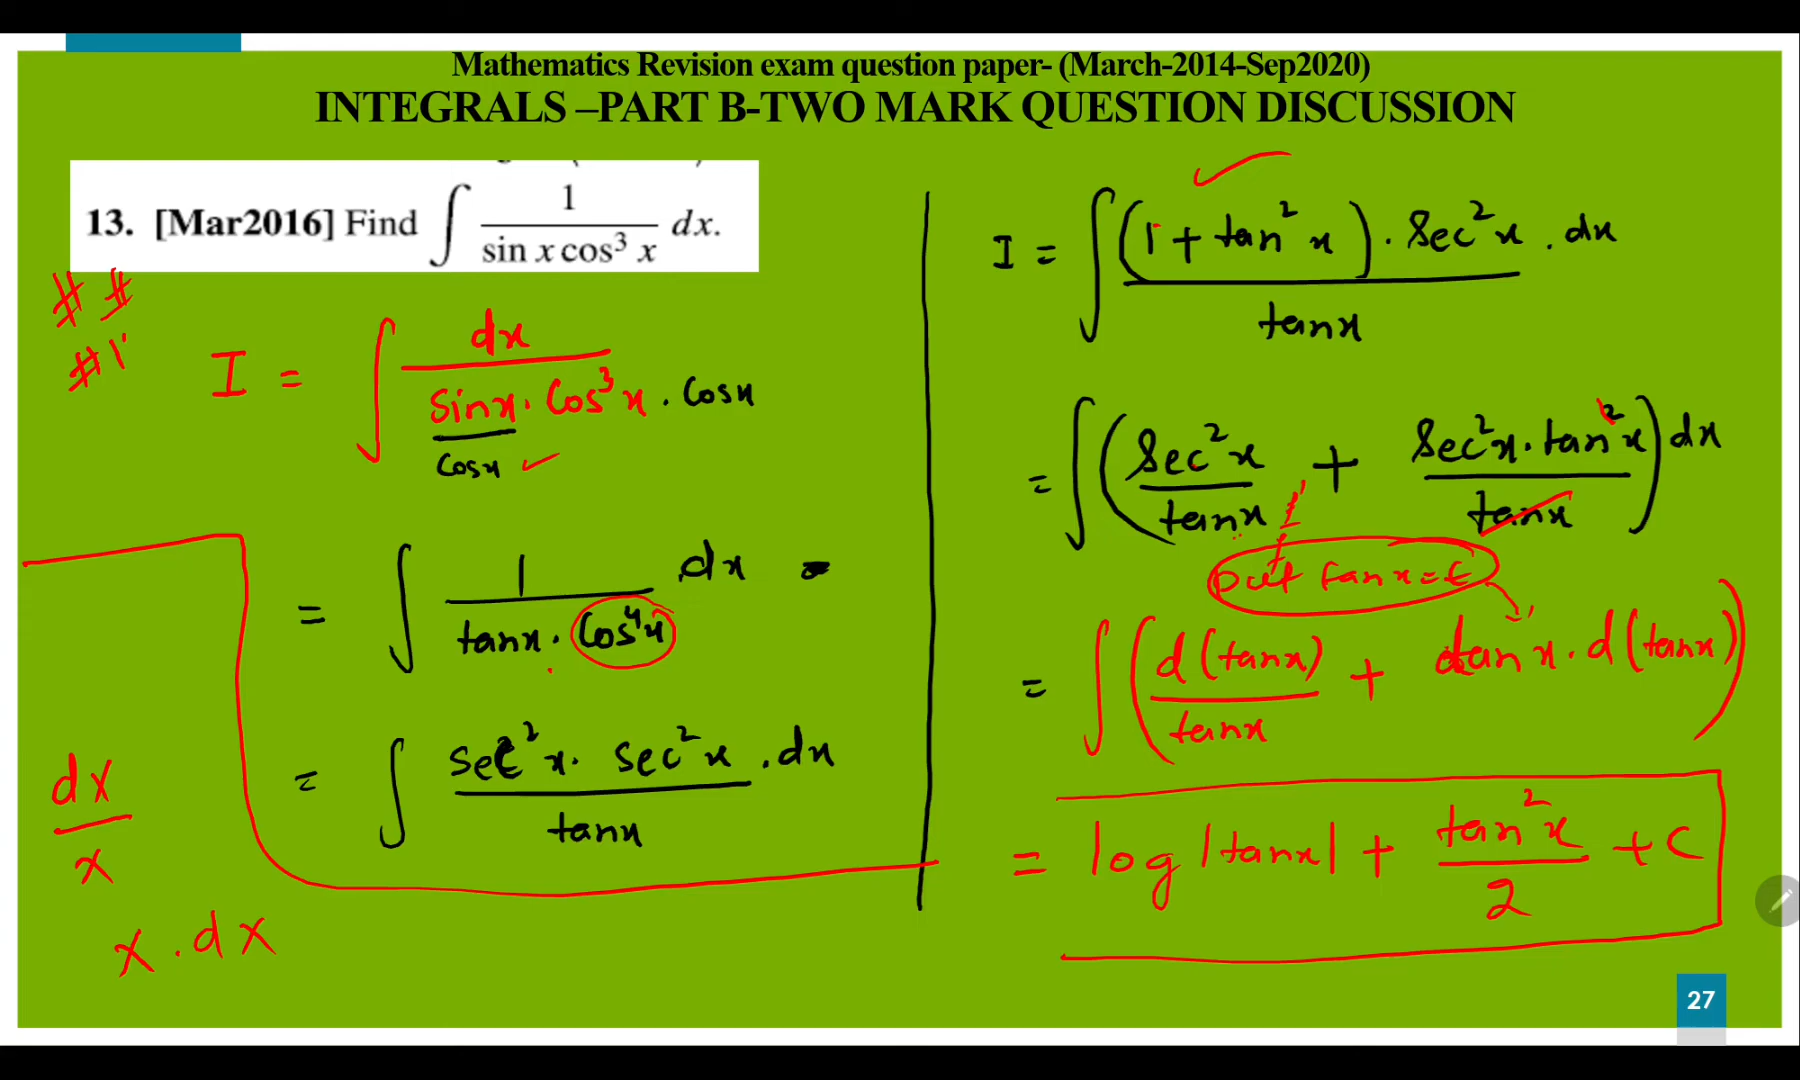 Mathematics Revision exam question paper- (March-2014-Sep2020)
INTEGRALS –PART B-TWO MARK QUESTION DISCUSSION
13. [Mar2016] Find ∫ 1/(sin x cos³ x) dx.
# #
#1'
I = ∫ dx/((sinx/cosx) · Cos³x · Cosx)
= ∫ 1/(tanx · Cos⁴x) dx
= ∫ (sec²x · sec²x)/tanx . dx
dx/x
x . dx
I = ∫ ((1 + tan²x) · Sec²x)/tanx . dx
= ∫ (Sec²x/tanx + (Sec²x · tan²x)/tanx) dx
put tanx = t
= ∫ (d(tanx)/tanx + tanx · d(tanx))
= log |tanx| + tan²x/2 + C
27